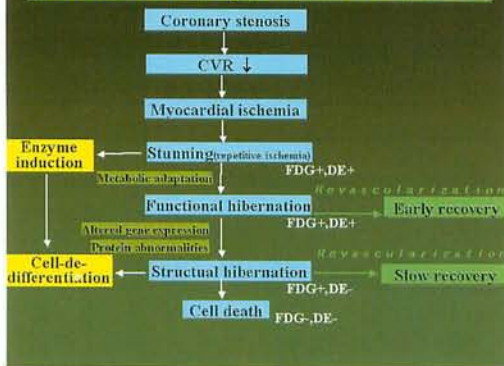 Coronary stenosis
CVR ↓
Myocardial ischemia
Enzyme
induction
Stunning(repetitive ischemia)
FDG+,DE+
Metabolic adaptation
Revascularization
Functional hibernation
Early recovery
FDG+,DE+
Altered gene expression
Protein abnormalities
Revascularization
Cell-de-
differentiation
Structual hibernation
Slow recovery
FDG+,DE-
Cell death
FDG-,DE-